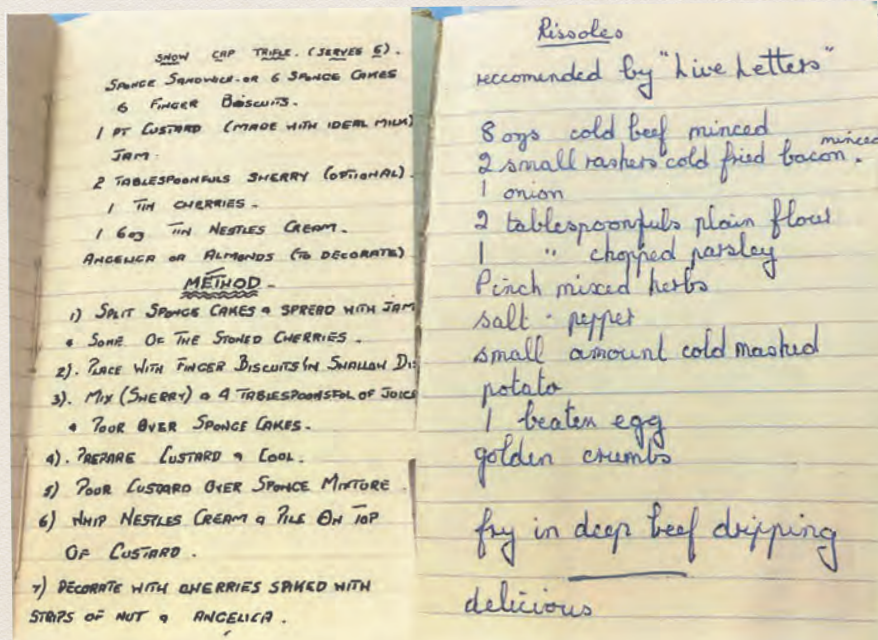 SNOW CAP TRIFLE. (SERVES 6).
SPONGE SANDWICH OR 6 SPONGE CAKES
6 FINGER BISCUITS.
1 PT CUSTARD (MADE WITH IDEAL MILK)
JAM.
2 TABLESPOONFULS SHERRY (OPTIONAL).
1 TIN CHERRIES.
1 6oz TIN NESTLES CREAM.
ANGELICA OR ALMONDS (TO DECORATE)
METHOD
1) SPLIT SPONGE CAKES & SPREAD WITH JAM
& SOME OF THE STONED CHERRIES.
2). PLACE WITH FINGER BISCUITS IN SHALLOW
3). MIX (SHERRY) & 4 TABLESPOONSFUL OF JUICE
& POOR OVER SPONGE CAKES.
4). PREPARE CUSTARD & COOL.
5) POOR CUSTARD OVER SPONGE MIXTURE.
6) WHIP NESTLES CREAM & PILE ON TOP
OF CUSTARD.
7) DECORATE WITH CHERRIES SPIKED WITH
STRIPS OF NUT & ANGELICA.
Rissoles
reccomended by "Live Letters"
8 ozs cold beef minced
2 small rashers cold fried bacon minced.
1 onion
2 tablespoonfuls plain flour
1 " chopped parsley
Pinch mixed herbs
salt · pepper
small amount cold mashed
potato
1 beaten egg
golden crumbs
fry in deep beef dripping
delicious